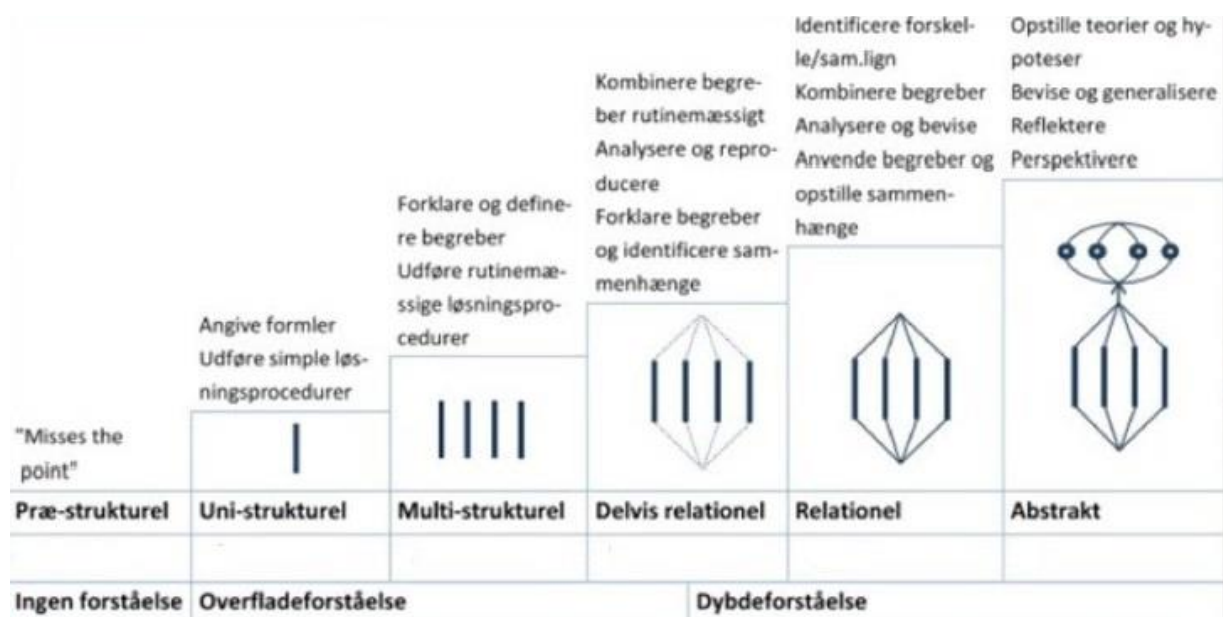 "Misses the
point"
Angive formler
Udføre simple løs-
ningsprocedurer
Forklare og define-
re begreber
Udføre rutinemæ-
ssige løsningspro-
cedurer
Kombinere begre-
ber rutinemæssigt
Analysere og repro-
ducere
Forklare begreber
og identificere sam-
menhænge
Identificere forskel-
le/sam.lign
Kombinere begreber
Analysere og bevise
Anvende begreber og
opstille sammen-
hænge
Opstille teorier og hy-
poteser
Bevise og generalisere
Reflektere
Perspektivere
Præ-strukturel Uni-strukturel Multi-strukturel Delvis relationel Relationel Abstrakt
Ingen forståelse Overfladeforståelse Dybdeforståelse